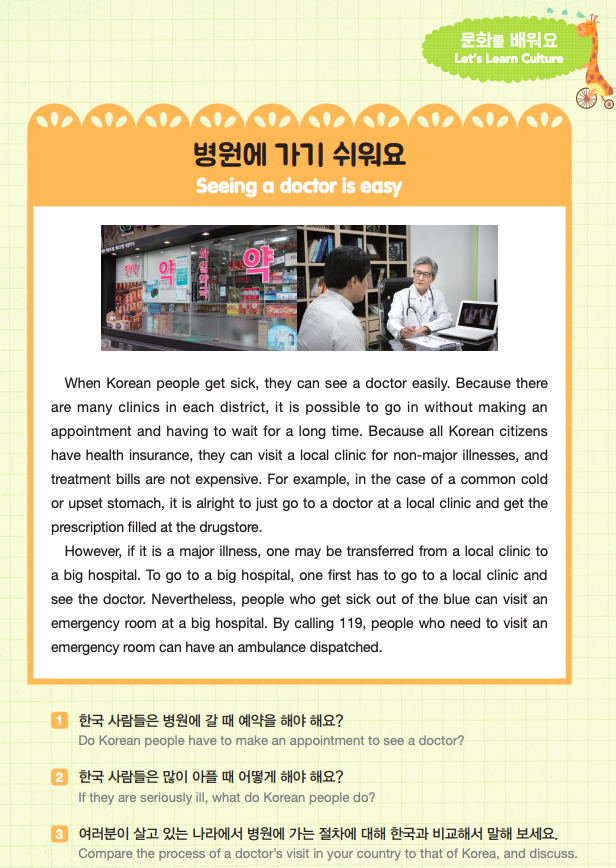 문화를 배워요
Let's Learn Culture
병원에 가기 쉬워요
Seeing a doctor is easy
약
약
When Korean people get sick, they can see a doctor easily. Because there
are many clinics in each district, it is possible to go in without making an
appointment and having to wait for a long time. Because all Korean citizens
have health insurance, they can visit a local clinic for non-major illnesses, and
treatment bills are not expensive. For example, in the case of a common cold
or upset stomach, it is alright to just go to a doctor at a local clinic and get the
prescription filled at the drugstore.
However, if it is a major illness, one may be transferred from a local clinic to
a big hospital. To go to a big hospital, one first has to go to a local clinic and
see the doctor. Nevertheless, people who get sick out of the blue can visit an
emergency room at a big hospital. By calling 119, people who need to visit an
emergency room can have an ambulance dispatched.
1 한국 사람들은 병원에 갈 때 예약을 해야 해요?
Do Korean people have to make an appointment to see a doctor?
2 한국 사람들은 많이 아플 때 어떻게 해야 해요?
If they are seriously ill, what do Korean people do?
3 여러분이 살고 있는 나라에서 병원에 가는 절차에 대해 한국과 비교해서 말해 보세요.
Compare the process of a doctor's visit in your country to that of Korea, and discuss.